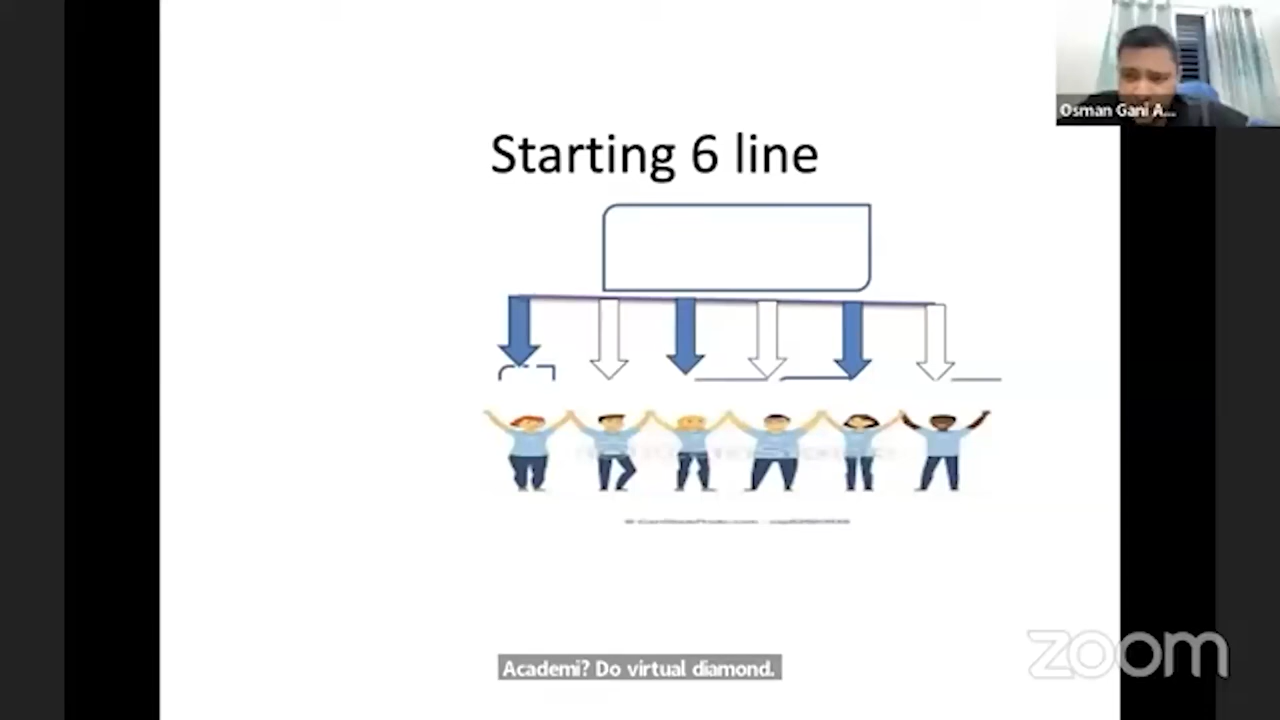 Osman Gani A...
Starting 6 line
Academi? Do virtual diamond.
zoom